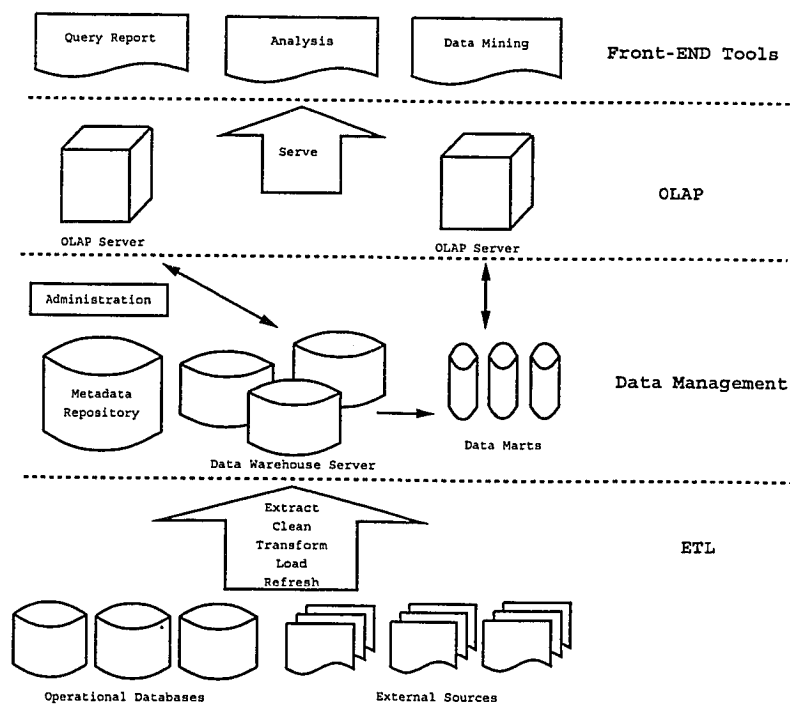 Query Report
Analysis
Data Mining
Front-END Tools
Serve
OLAP
OLAP Server
OLAP Server
Administration
Metadata
Repository
Data Management
Data Marts
Data Warehouse Server
Extract
Clean
Transform
Load
Refresh
ETL
Operational Databases
External Sources